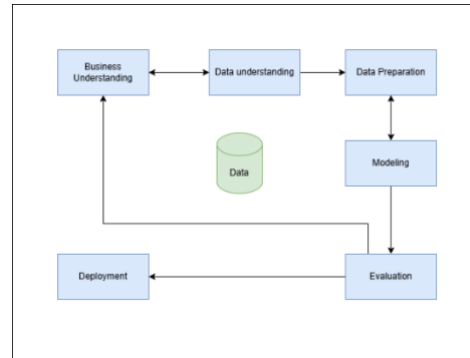 Business
Understanding
Data understanding
Data Preparation
Data
Modeling
Deployment
Evaluation